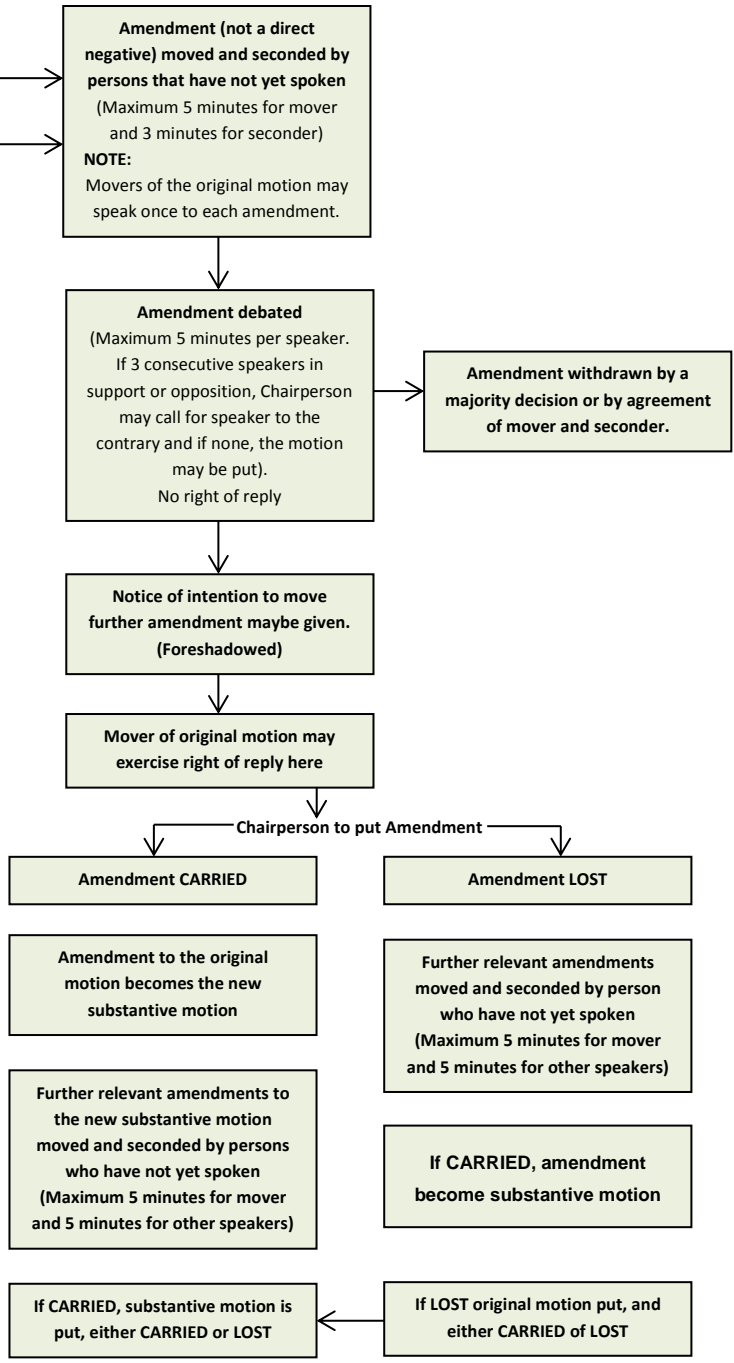 Amendment (not a direct
negative) moved and seconded by
persons that have not yet spoken
(Maximum 5 minutes for mover
and 3 minutes for seconder)
NOTE:
Movers of the original motion may
speak once to each amendment.
Amendment debated
(Maximum 5 minutes per speaker.
If 3 consecutive speakers in
support or opposition, Chairperson
may call for speaker to the
contrary and if none, the motion
may be put).
No right of reply
Amendment withdrawn by a
majority decision or by agreement
of mover and seconder.
Notice of intention to move
further amendment maybe given.
(Foreshadowed)
Mover of original motion may
exercise right of reply here
Chairperson to put Amendment
Amendment CARRIED
Amendment to the original
motion becomes the new
substantive motion
Further relevant amendments to
the new substantive motion
moved and seconded by persons
who have not yet spoken
(Maximum 5 minutes for mover
and 5 minutes for other speakers)
If CARRIED, substantive motion is
put, either CARRIED or LOST
Amendment LOST
Further relevant amendments
moved and seconded by person
who have not yet spoken
(Maximum 5 minutes for mover
and 5 minutes for other speakers)
If CARRIED, amendment
become substantive motion
If LOST original motion put, and
either CARRIED of LOST